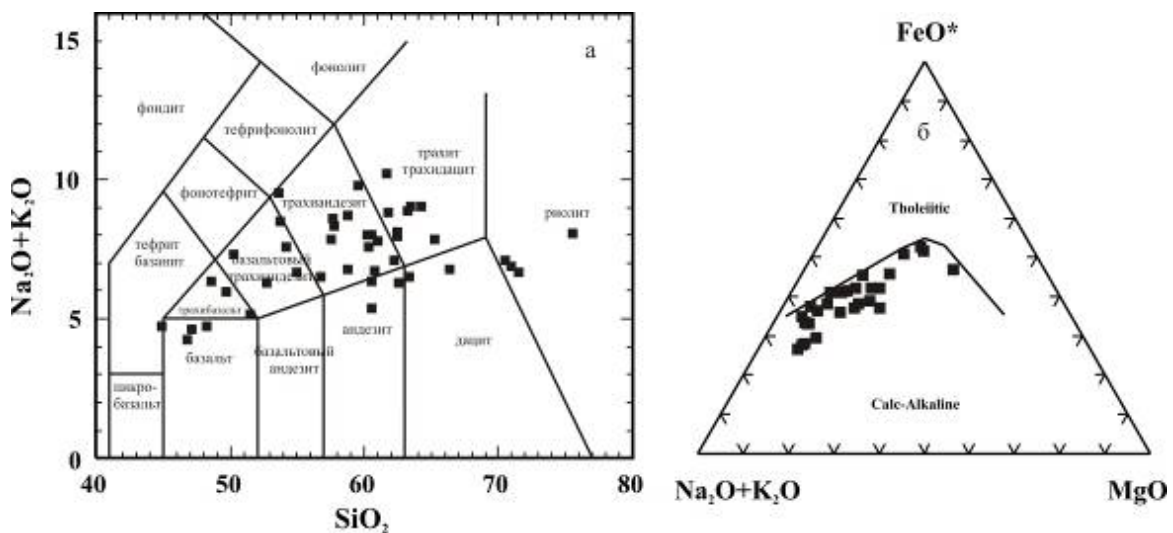 15
10
5
0
40
50
60
70
80
Na₂O+K₂O
SiO₂
а
фонолит
фоидит
тефрифонолит
трахит
трахидацит
фонотефрит
трахиандезит
риолит
тефрит
базанит
базальтовый
трахиандезит
трахибазальт
андезит
дацит
базальт
базальтовый
андезит
пикро-
базальт
FeO*
б
Tholeiitic
Calc-Alkaline
Na₂O+K₂O
MgO